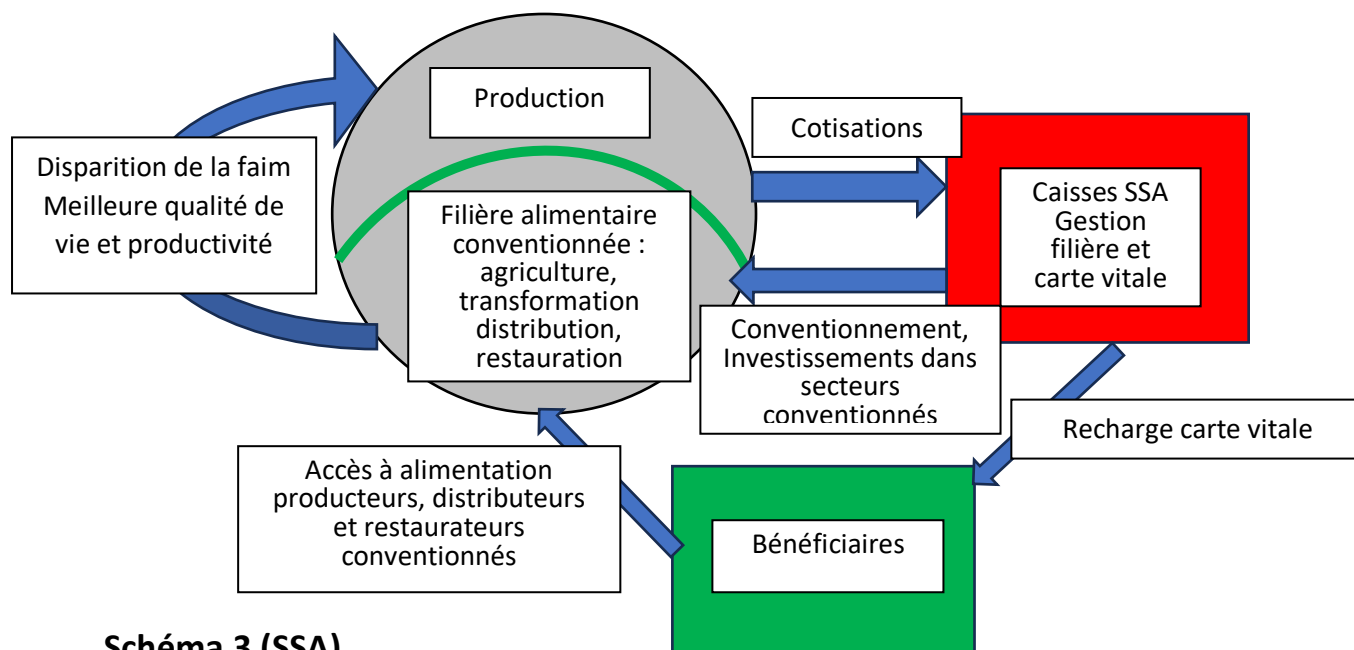 Production
Cotisations
Disparition de la faim
Meilleure qualité de
vie et productivité
Filière alimentaire
conventionnée :
agriculture,
transformation
distribution,
restauration
Caisses SSA
Gestion
filière et
carte vitale
Conventionnement,
Investissements dans
secteurs
conventionnés
Recharge carte vitale
Accès à alimentation
producteurs, distributeurs
et restaurateurs
conventionnés
Bénéficiaires
Schéma 3 (SSA)